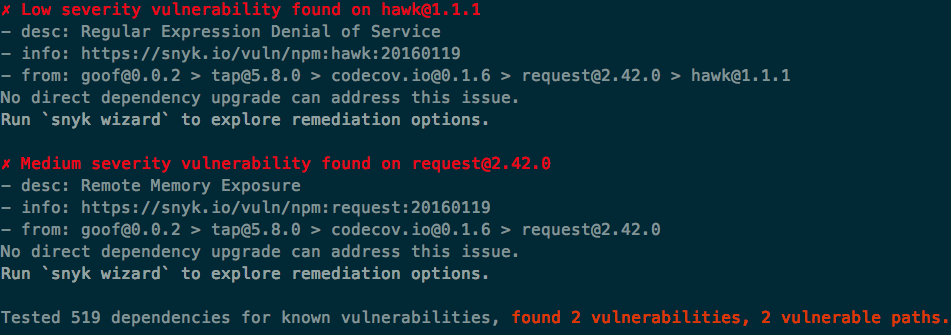 ✗ Low severity vulnerability found on hawk@1.1.1
- desc: Regular Expression Denial of Service
- info: https://snyk.io/vuln/npm:hawk:20160119
- from: goof@0.0.2 > tap@5.8.0 > codecov.io@0.1.6 > request@2.42.0 > hawk@1.1.1
No direct dependency upgrade can address this issue.
Run `snyk wizard` to explore remediation options.
✗ Medium severity vulnerability found on request@2.42.0
- desc: Remote Memory Exposure
- info: https://snyk.io/vuln/npm:request:20160119
- from: goof@0.0.2 > tap@5.8.0 > codecov.io@0.1.6 > request@2.42.0
No direct dependency upgrade can address this issue.
Run `snyk wizard` to explore remediation options.
Tested 519 dependencies for known vulnerabilities, found 2 vulnerabilities, 2 vulnerable paths.